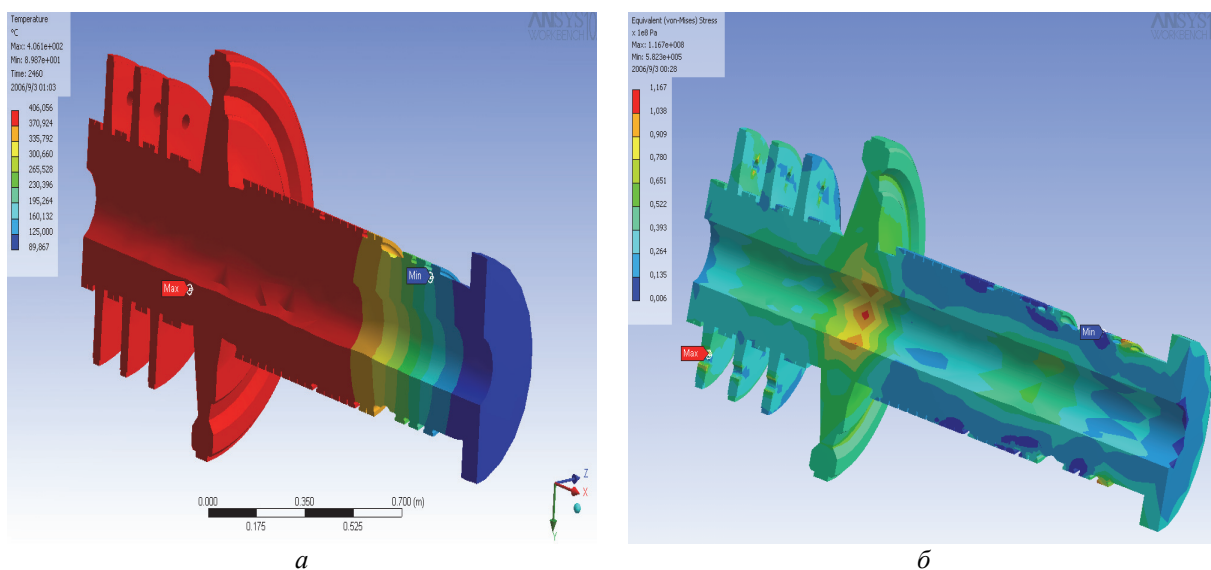 Temperature
°C
Max: 4.061e+002
Min: 8.987e+001
Time: 2460
2006/9/3 01:03
406,056
370,924
335,792
300,660
265,528
230,396
195,264
160,132
125,000
89,867
ANSYS
WORKBENCH
Max
Min
0.000
0.350
0.700 (m)
0.175
0.525
Z
X
Y
а
Equivalent (von-Mises) Stress
x 1e8 Pa
Max: 1.167e+008
Min: 5.823e+005
2006/9/3 00:28
1,167
1,038
0,909
0,780
0,651
0,522
0,393
0,264
0,135
0,006
ANSYS
WORKBENCH
Max
Min
б